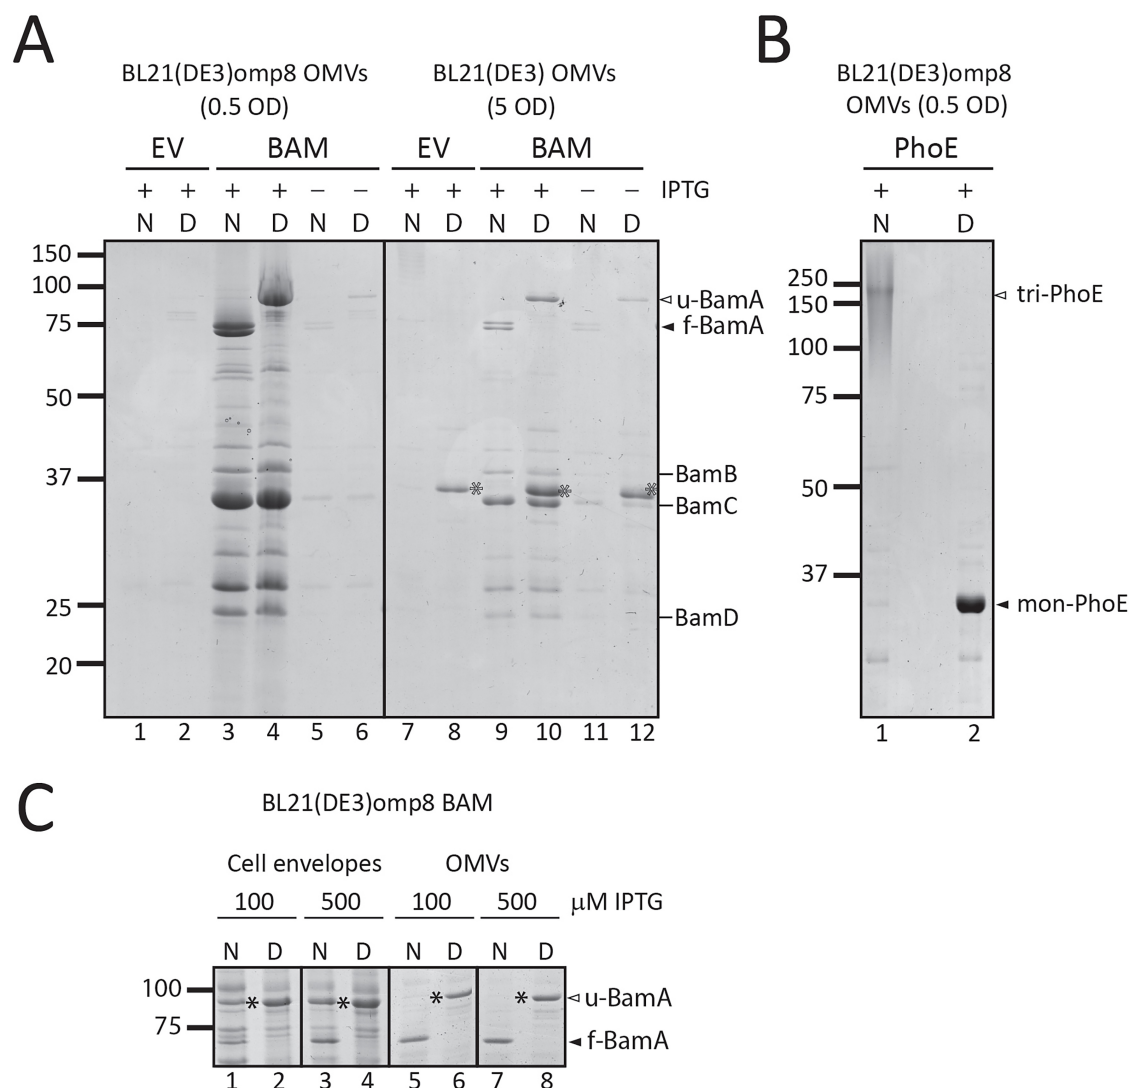 A
BL21(DE3)omp8 OMVs
(0.5 OD)
BL21(DE3) OMVs
(5 OD)
EV BAM EV BAM
+ + + + – – + + + + – – IPTG
N D N D N D N D N D N D
150
100
75
50
37
25
20
u-BamA
f-BamA
✲
✲
✲
BamB
BamC
BamD
1 2 3 4 5 6 7 8 9 10 11 12
B
BL21(DE3)omp8
OMVs (0.5 OD)
PhoE
+ +
N D
250
150
100
75
50
37
tri-PhoE
mon-PhoE
1 2
C
BL21(DE3)omp8 BAM
Cell envelopes OMVs
100 500 100 500 μM IPTG
N D N D N D N D
100
75
* * * *
u-BamA
f-BamA
1 2 3 4 5 6 7 8